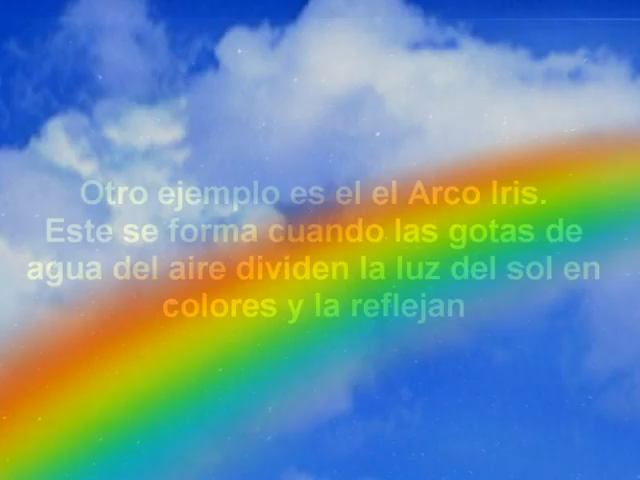 Otro ejemplo es el el Arco Iris.
Este se forma cuando las gotas de
agua del aire dividen la luz del sol en
colores y la reflejan